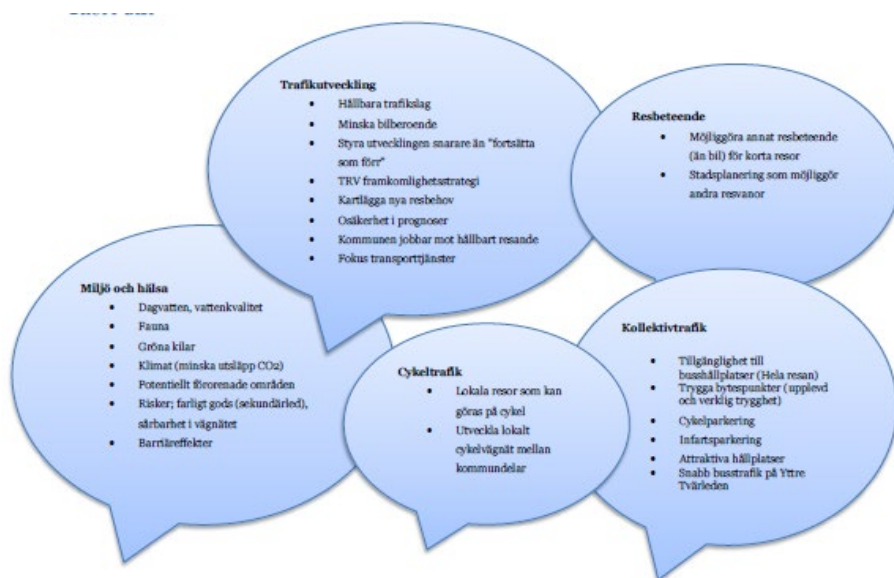 Trafikutveckling
• Hållbara trafikslag
• Minska bilberoende
• Styra utvecklingen snarare än "fortsätta
som förr"
• TRV framkomlighetsstrategi
• Kartlägga nya resbehov
• Osäkerhet i prognoser
• Kommunen jobbar mot hållbart resande
• Fokus transporttjänster
Resbeteende
• Möjliggöra annat resbeteende
(än bil) för korta resor
• Stadsplanering som möjliggör
andra resvanor
Miljö och hälsa
• Dagvatten, vattenkvalitet
• Fauna
• Gröna kilar
• Klimat (minska utsläpp CO2)
• Potentiellt förorenade områden
• Risker; farligt gods (sekundärled),
sårbarhet i vägnätet
• Barriäreffekter
Cykeltrafik
• Lokala resor som kan
göras på cykel
• Utveckla lokalt
cykelvägnät mellan
kommundelar
Kollektivtrafik
• Tillgänglighet till
busshållplatser (Hela resan)
• Trygga bytespunkter (upplevd
och verklig trygghet)
• Cykelparkering
• Infartsparkering
• Attraktiva hållplatser
• Snabb busstrafik på Yttre
Tvärleden